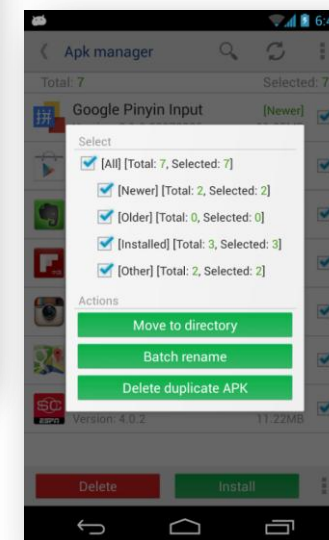 6:4
Apk manager
Total: 7 Selected: 7
Google Pinyin Input [Newer]
Select
[All] [Total: 7, Selected: 7]
[Newer] [Total: 2, Selected: 2]
[Older] [Total: 0, Selected: 0]
[Installed] [Total: 3, Selected: 3]
[Other] [Total: 2, Selected: 2]
Actions
Move to directory
Batch rename
Delete duplicate APK
SC
ESPN
Version: 4.0.2 11.22MB
Delete Install